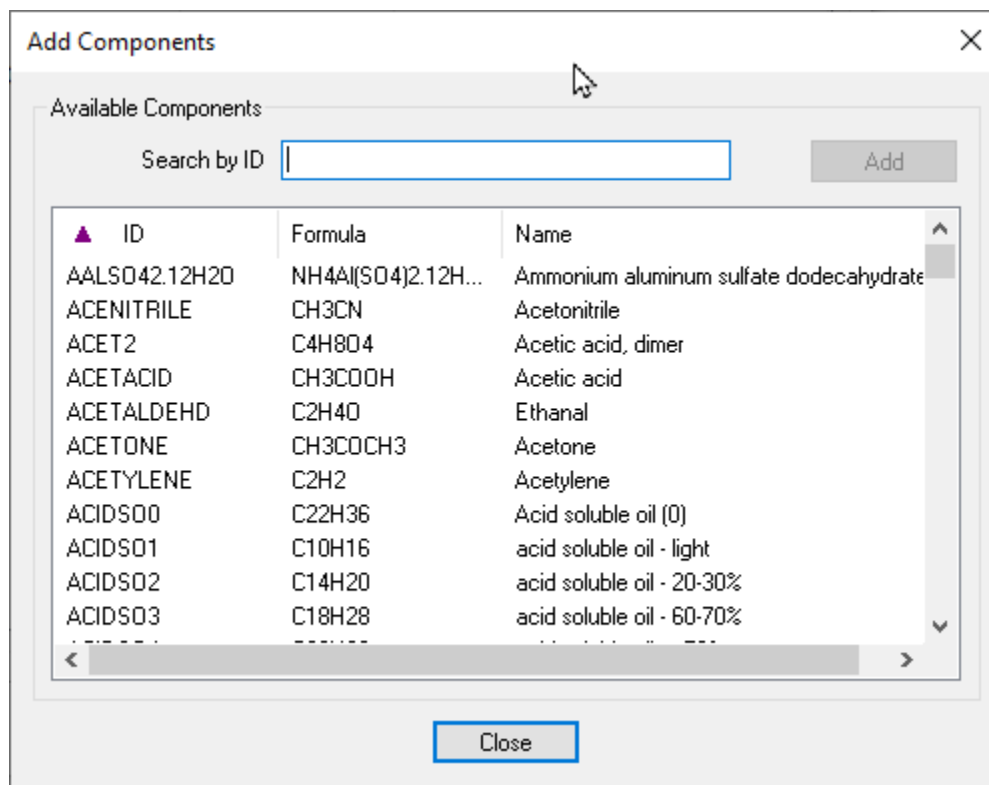 Add Components
Available Components
Search by ID Add
ID Formula Name
AALSO42.12H2O NH4Al(SO4)2.12H... Ammonium aluminum sulfate dodecahydrate
ACENITRILE CH3CN Acetonitrile
ACET2 C4H8O4 Acetic acid, dimer
ACETACID CH3COOH Acetic acid
ACETALDEHD C2H4O Ethanal
ACETONE CH3COCH3 Acetone
ACETYLENE C2H2 Acetylene
ACIDSO0 C22H36 Acid soluble oil (0)
ACIDSO1 C10H16 acid soluble oil - light
ACIDSO2 C14H20 acid soluble oil - 20-30%
ACIDSO3 C18H28 acid soluble oil - 60-70%
Close